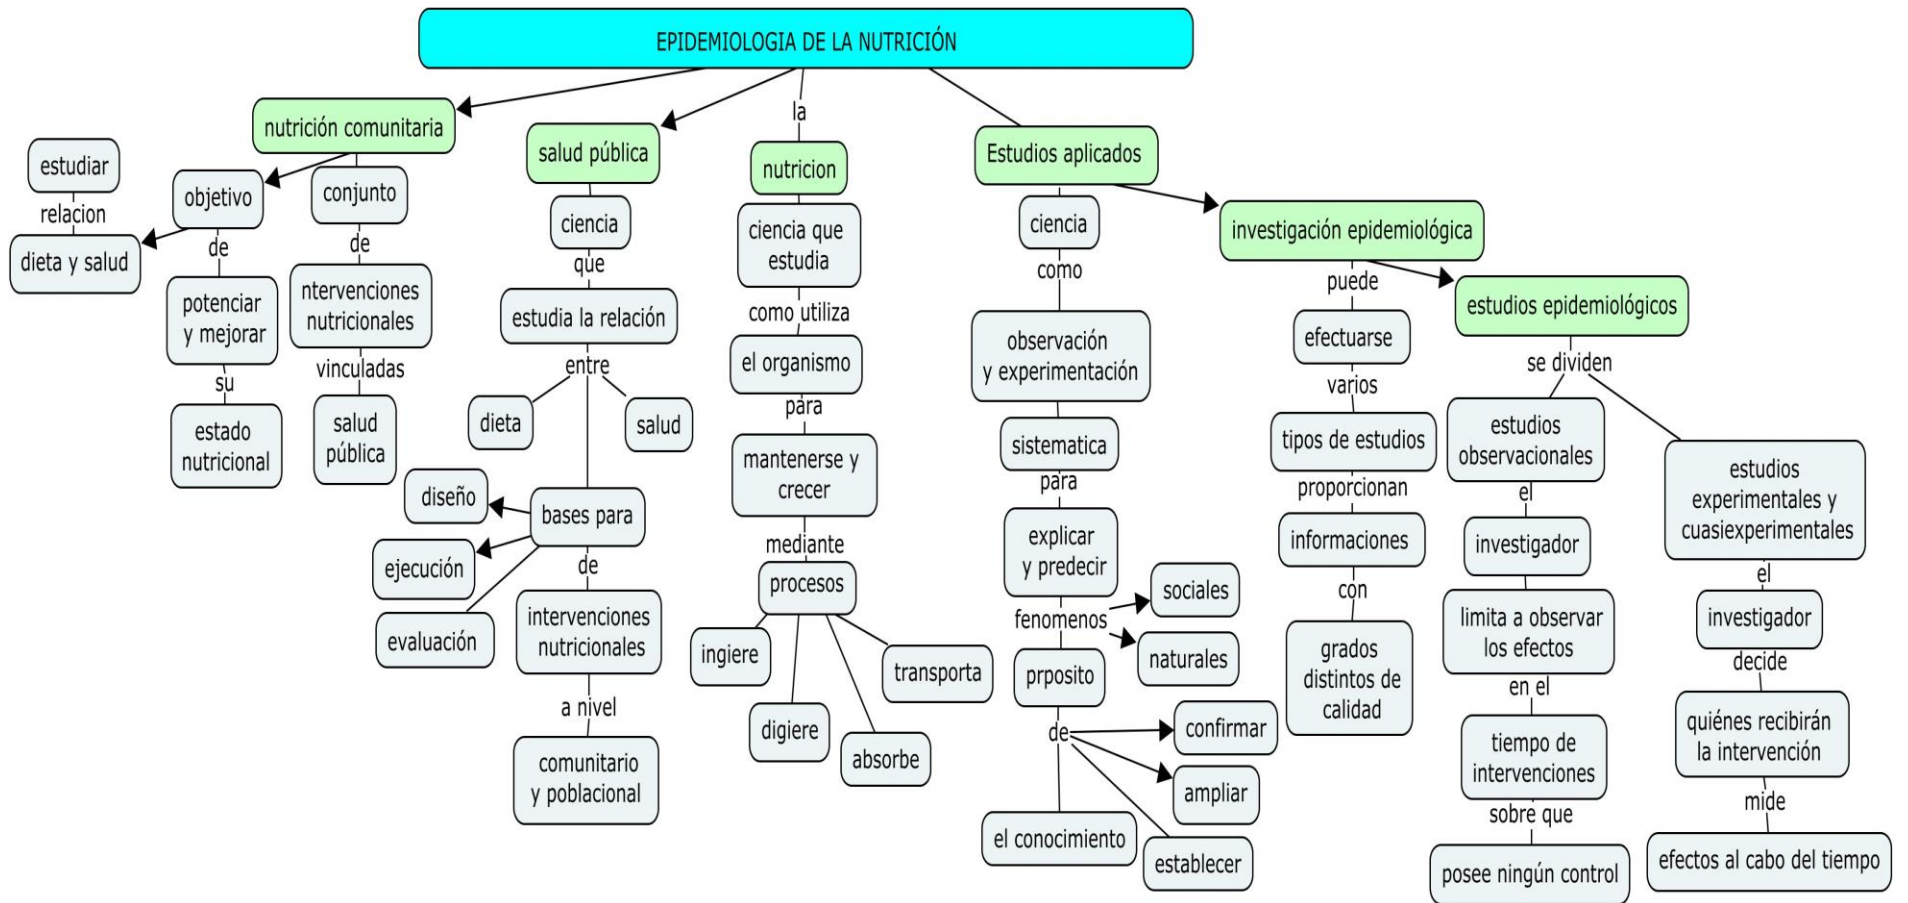 EPIDEMIOLOGIA DE LA NUTRICIÓN
nutrición comunitaria
estudiar
relacion
dieta y salud
objetivo
de
potenciar
y mejorar
su
estado
nutricional
conjunto
de
ntervenciones
nutricionales
vinculadas
salud
pública
salud pública
ciencia
que
estudia la relación
entre
dieta
salud
bases para
diseño
ejecución
evaluación
de
intervenciones
nutricionales
a nivel
comunitario
y poblacional
la
nutricion
ciencia que
estudia
como utiliza
el organismo
para
mantenerse y
crecer
mediante
procesos
ingiere
digiere
absorbe
transporta
Estudios aplicados
ciencia
como
observación
y experimentación
sistematica
para
explicar
y predecir
fenomenos
sociales
naturales
prposito
de
confirmar
ampliar
establecer
el conocimiento
investigación epidemiológica
puede
efectuarse
varios
tipos de estudios
proporcionan
informaciones
con
grados
distintos de
calidad
estudios epidemiológicos
se dividen
estudios
observacionales
el
investigador
limita a observar
los efectos
en el
tiempo de
intervenciones
sobre que
posee ningún control
estudios
experimentales y
cuasiexperimentales
el
investigador
decide
quiénes recibirán
la intervención
mide
efectos al cabo del tiempo